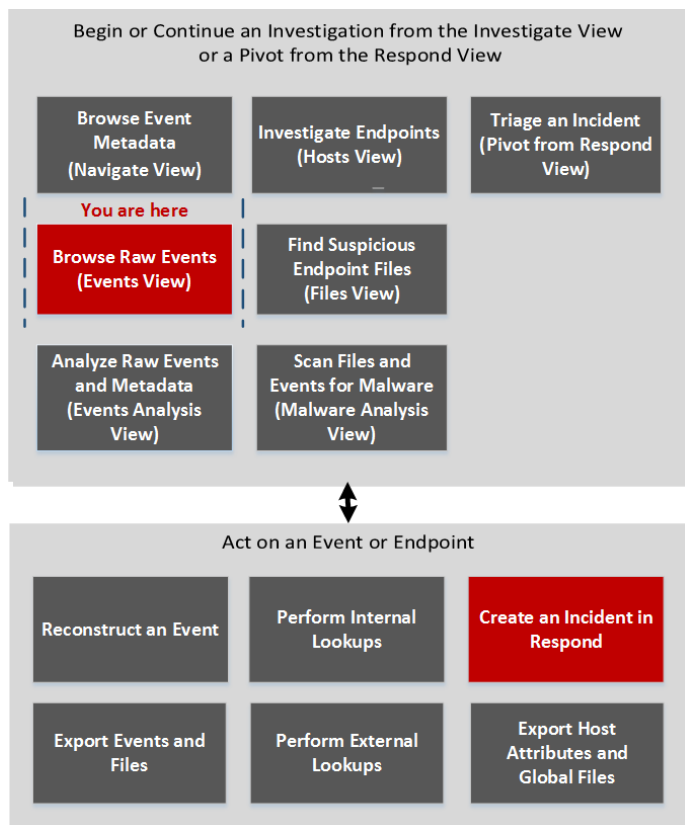 Begin or Continue an Investigation from the Investigate View
or a Pivot from the Respond View
Browse Event
Metadata
(Navigate View)
Investigate Endpoints
(Hosts View)
Triage an Incident
(Pivot from Respond
View)
You are here
Browse Raw Events
(Events View)
Find Suspicious
Endpoint Files
(Files View)
Analyze Raw Events
and Metadata
(Events Analysis
View)
Scan Files and
Events for Malware
(Malware Analysis
View)
Act on an Event or Endpoint
Reconstruct an Event
Perform Internal
Lookups
Create an Incident in
Respond
Export Events and
Files
Perform External
Lookups
Export Host
Attributes and
Global Files